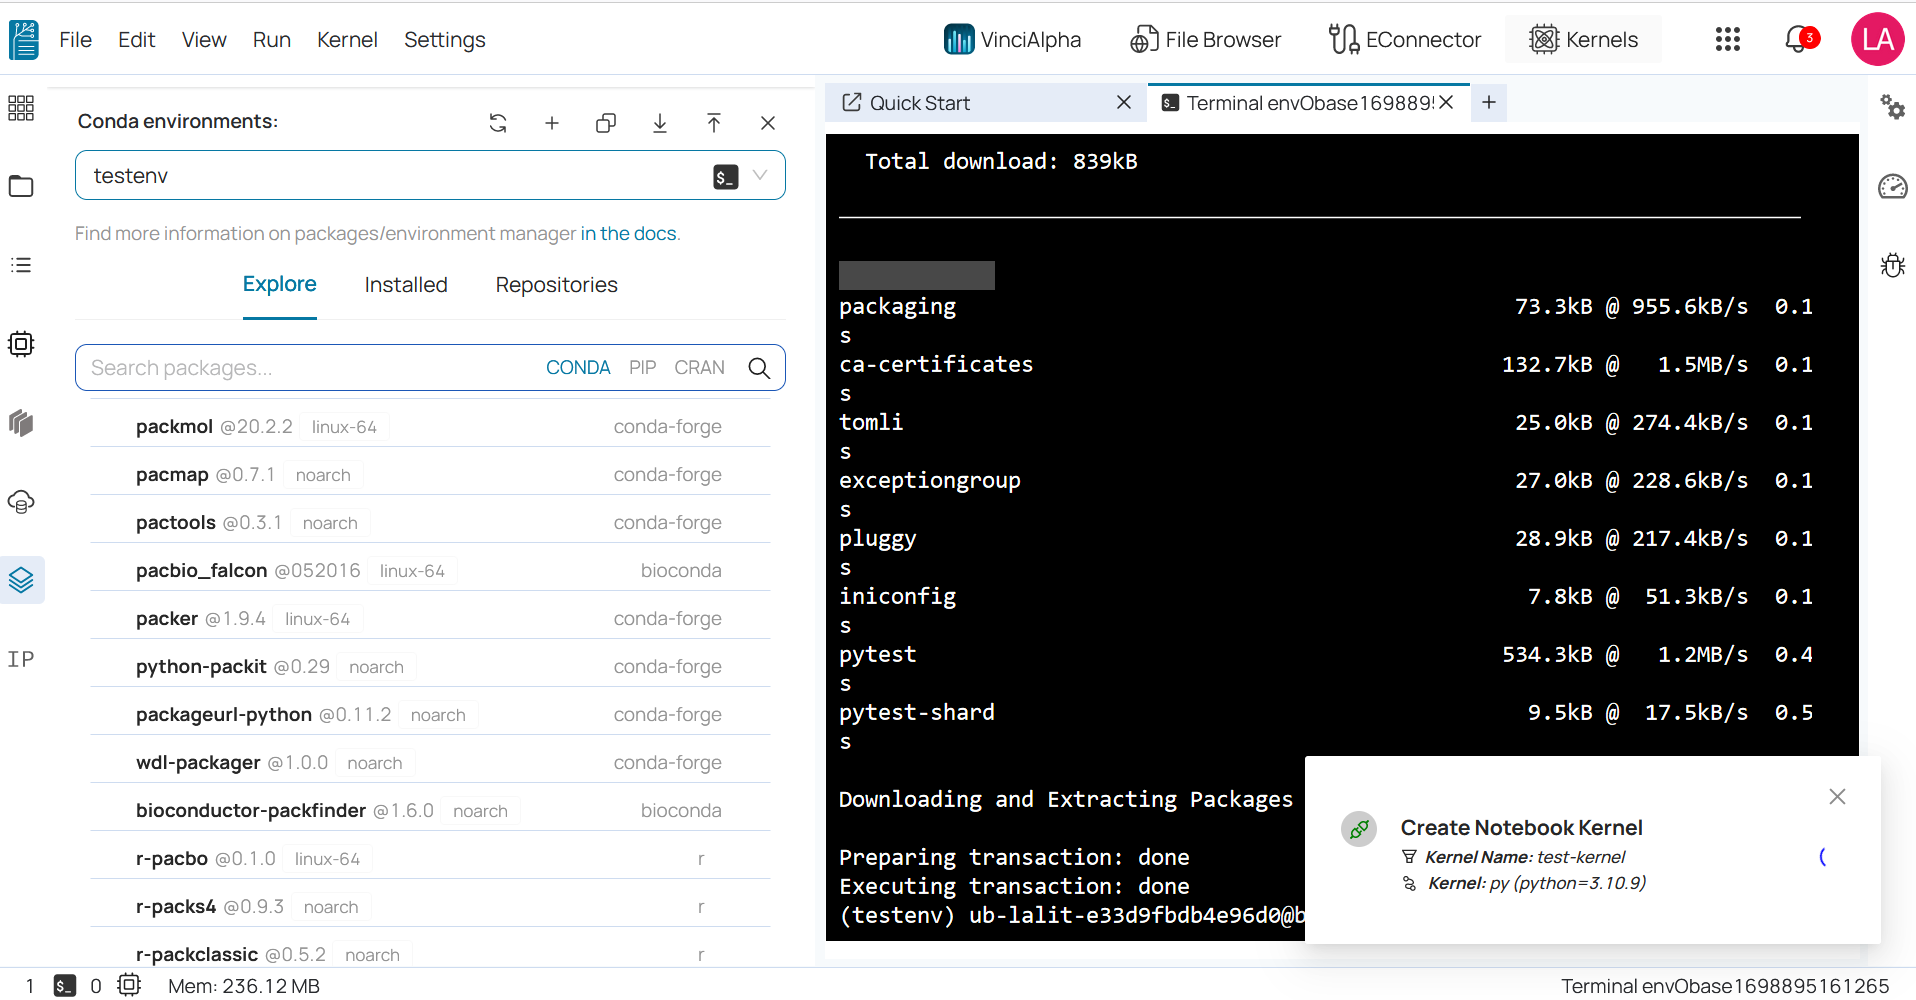 File Edit View Run Kernel Settings VinciAlpha File Browser EConnector Kernels 3 LA
Conda environments:
testenv $_
Find more information on packages/environment manager in the docs.
Explore Installed Repositories
Search packages... CONDA PIP CRAN
packmol @20.2.2 linux-64 conda-forge
pacmap @0.7.1 noarch conda-forge
pactools @0.3.1 noarch conda-forge
pacbio_falcon @052016 linux-64 bioconda
packer @1.9.4 linux-64 conda-forge
python-packit @0.29 noarch conda-forge
packageurl-python @0.11.2 noarch conda-forge
wdl-packager @1.0.0 noarch conda-forge
bioconductor-packfinder @1.6.0 noarch bioconda
r-pacbo @0.1.0 linux-64 r
r-packs4 @0.9.3 noarch r
r-packclassic @0.5.2 noarch r
IP
Quick Start $_ Terminal env0base1698895
Total download: 839kB
packaging 73.3kB @ 955.6kB/s 0.1
s
ca-certificates 132.7kB @ 1.5MB/s 0.1
s
tomli 25.0kB @ 274.4kB/s 0.1
s
exceptiongroup 27.0kB @ 228.6kB/s 0.1
s
pluggy 28.9kB @ 217.4kB/s 0.1
s
iniconfig 7.8kB @ 51.3kB/s 0.1
s
pytest 534.3kB @ 1.2MB/s 0.4
s
pytest-shard 9.5kB @ 17.5kB/s 0.5
s
Downloading and Extracting Packages
Preparing transaction: done
Executing transaction: done
(testenv) ub-lalit-e33d9fbdb4e96d0@b
Create Notebook Kernel
Kernel Name: test-kernel
Kernel: py (python=3.10.9)
1 $_ 0 Mem: 236.12 MB Terminal env0base1698895161265